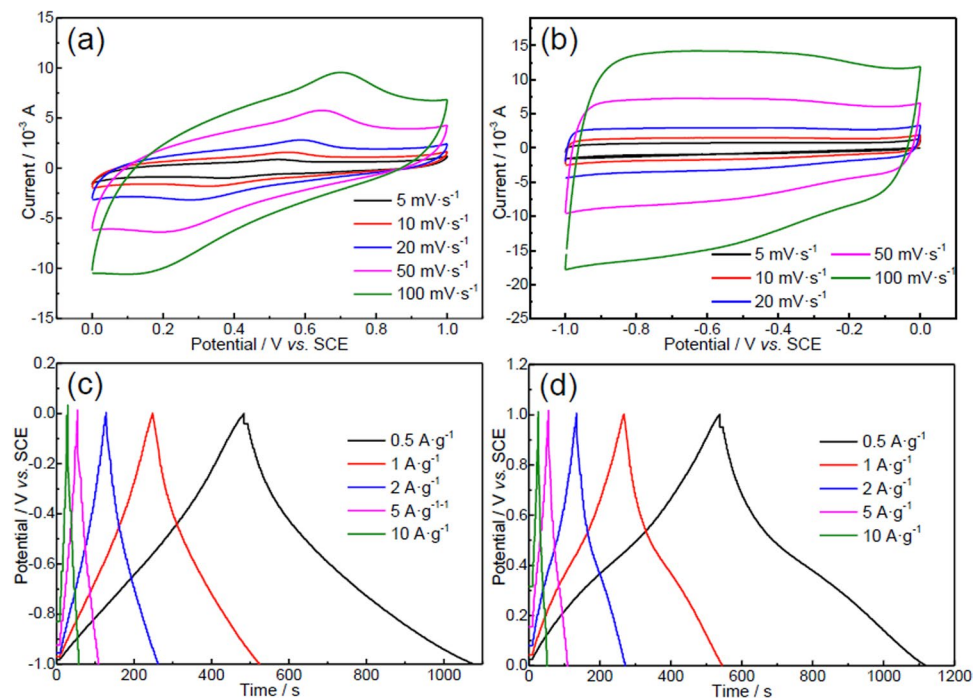 (a)
15
10
5
0
-5
-10
-15
Current / 10⁻³ A
0.0 0.2 0.4 0.6 0.8 1.0
Potential / V vs. SCE
5 mV·s⁻¹
10 mV·s⁻¹
20 mV·s⁻¹
50 mV·s⁻¹
100 mV·s⁻¹
(b)
15
10
5
0
-5
-10
-15
-20
-25
Current / 10⁻³ A
-1.0 -0.8 -0.6 -0.4 -0.2 0.0
Potential / V vs. SCE
5 mV·s⁻¹ 50 mV·s⁻¹
10 mV·s⁻¹ 100 mV·s⁻¹
20 mV·s⁻¹
(c)
0.2
0.0
-0.2
-0.4
-0.6
-0.8
-1.0
Potential / V vs. SCE
0 200 400 600 800 1000
Time / s
0.5 A·g⁻¹
1 A·g⁻¹
2 A·g⁻¹
5 A·g⁻¹⁻¹
10 A·g⁻¹
(d)
1.2
1.0
0.8
0.6
0.4
0.2
0.0
Potential / V vs. SCE
0 200 400 600 800 1000 1200
Time / s
0.5 A·g⁻¹
1 A·g⁻¹
2 A·g⁻¹
5 A·g⁻¹
10 A·g⁻¹